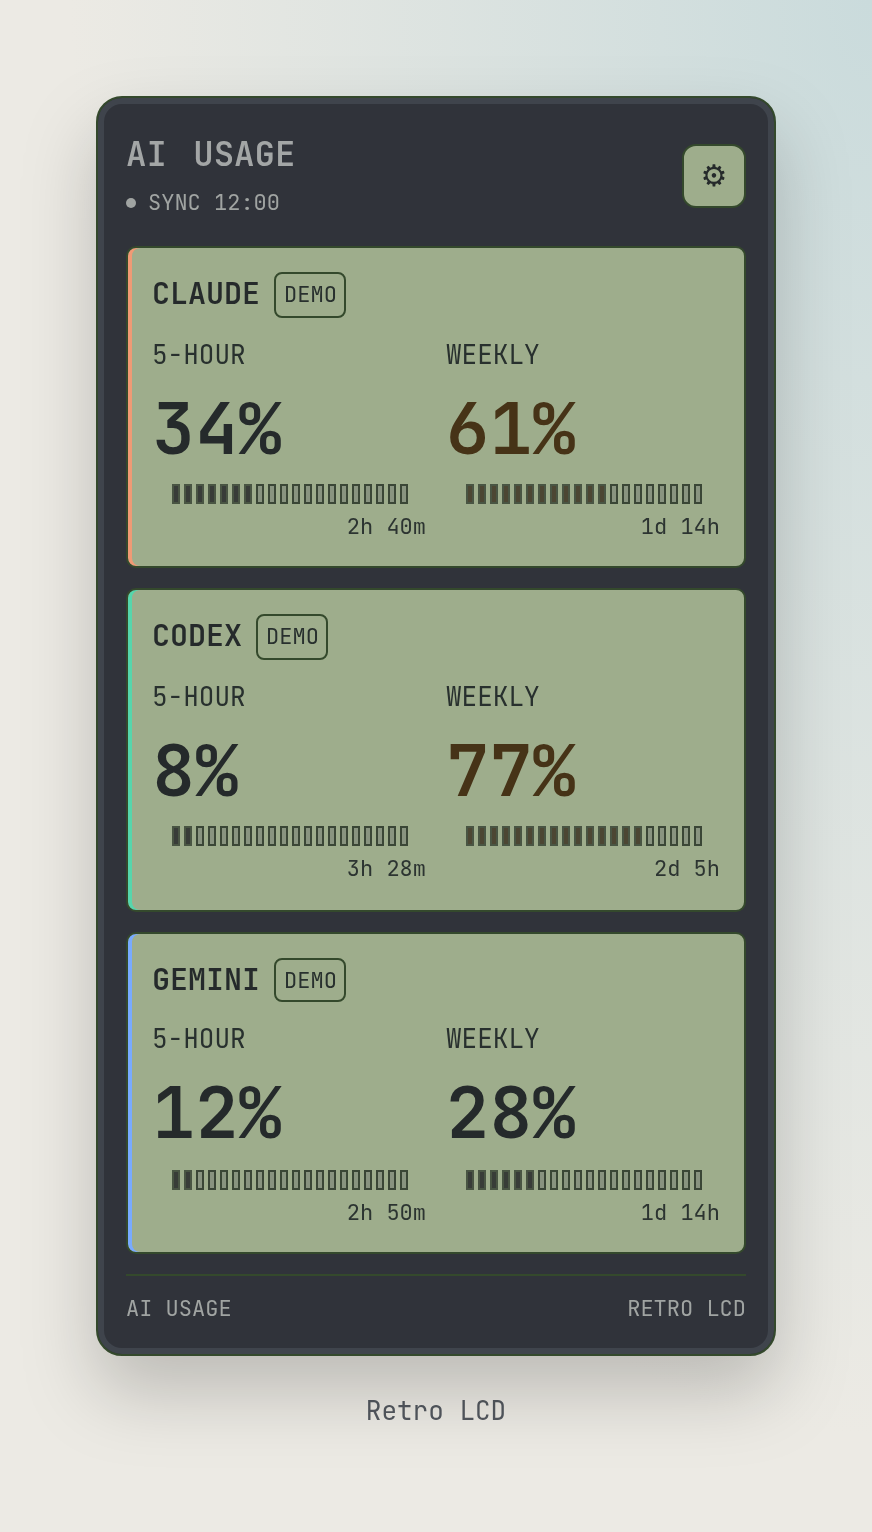 AI USAGE
SYNC 12:00
CLAUDE DEMO
5-HOUR WEEKLY
34% 61%
2h 40m 1d 14h
CODEX DEMO
5-HOUR WEEKLY
8% 77%
3h 28m 2d 5h
GEMINI DEMO
5-HOUR WEEKLY
12% 28%
2h 50m 1d 14h
AI USAGE RETRO LCD
Retro LCD